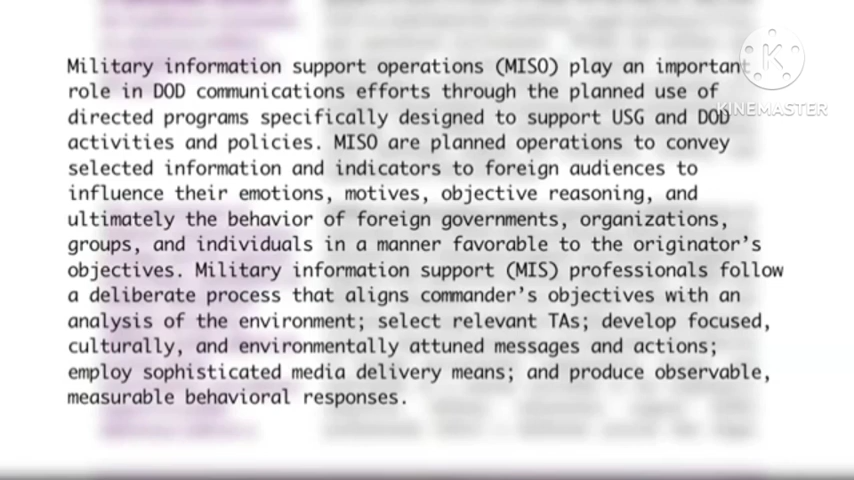 Military information support operations (MISO) play an important
role in DOD communications efforts through the planned use of
directed programs specifically designed to support USG and DOD
activities and policies. MISO are planned operations to convey
selected information and indicators to foreign audiences to
influence their emotions, motives, objective reasoning, and
ultimately the behavior of foreign governments, organizations,
groups, and individuals in a manner favorable to the originator's
objectives. Military information support (MIS) professionals follow
a deliberate process that aligns commander's objectives with an
analysis of the environment; select relevant TAs; develop focused,
culturally, and environmentally attuned messages and actions;
employ sophisticated media delivery means; and produce observable,
measurable behavioral responses.
K
KINEMASTER